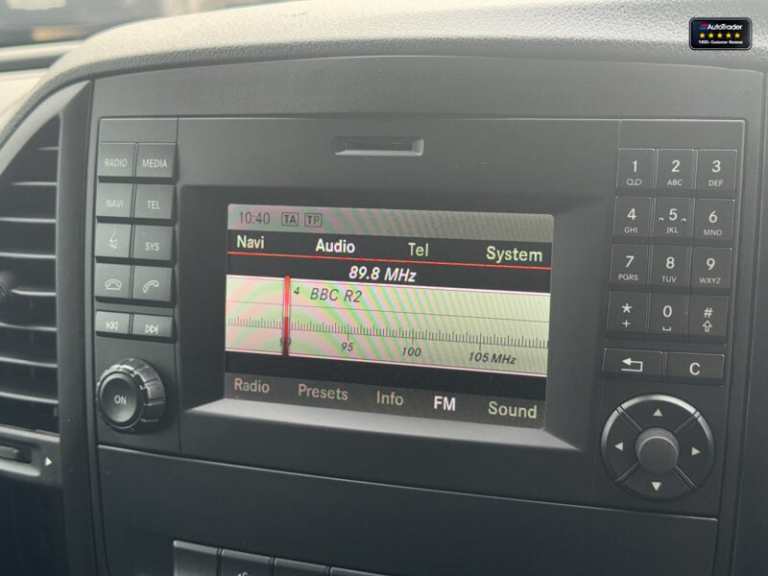 AutoTrader
RADIO MEDIA
NAVI TEL
SYS
ON
10:40 TA TP
Navi Audio Tel System
89.8 MHz
4 BBC R2
90 95 100 105 MHz
Radio Presets Info FM Sound
1 2 ABC 3 DEF
4 GHI 5 JKL 6 MNO
7 PQRS 8 TUV 9 WXYZ
* + 0 #
C